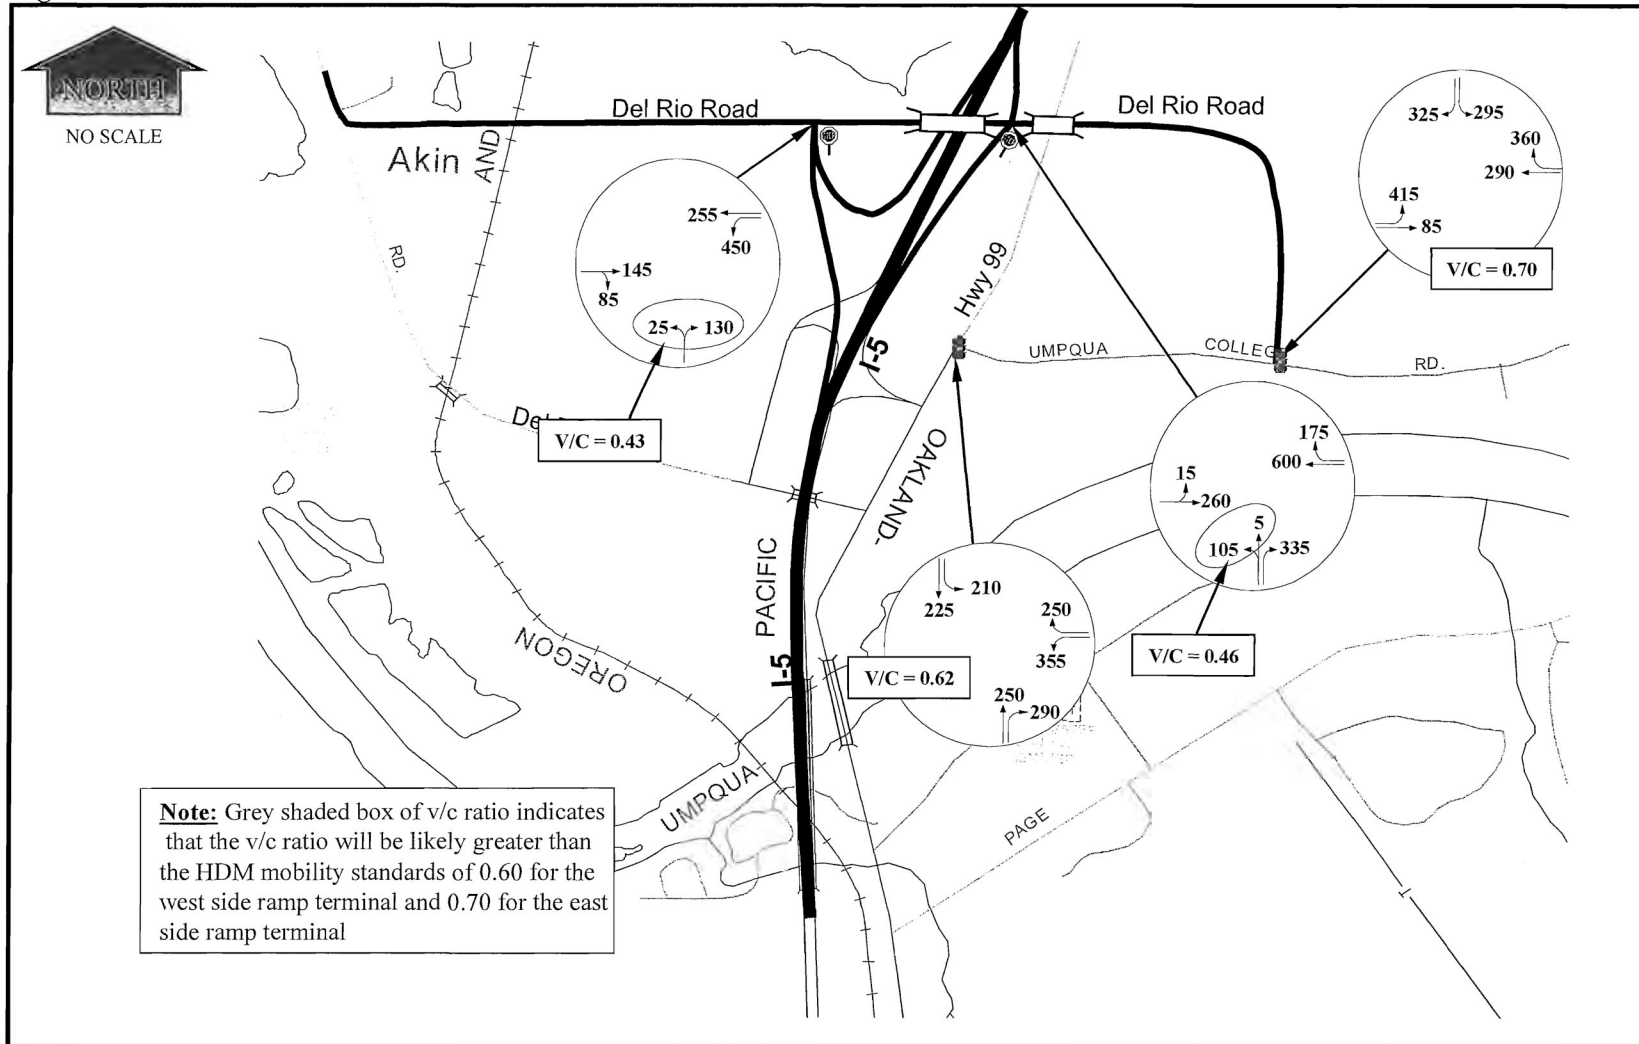 NORTH
NO SCALE
Del Rio Road
Del Rio Road
Akin
AND
RD.
325
295
360
290
415
85
V/C = 0.70
255
450
145
85
25
130
V/C = 0.43
Hwy 99
I-5
UMPQUA
COLLEG
RD.
OAKLAND-
175
600
15
260
5
105
335
V/C = 0.46
PACIFIC
I-5
OREGON
210
225
250
355
250
290
V/C = 0.62
UMPQUA
PAGE
Note: Grey shaded box of v/c ratio indicates
that the v/c ratio will be likely greater than
the HDM mobility standards of 0.60 for the
west side ramp terminal and 0.70 for the east
side ramp terminal